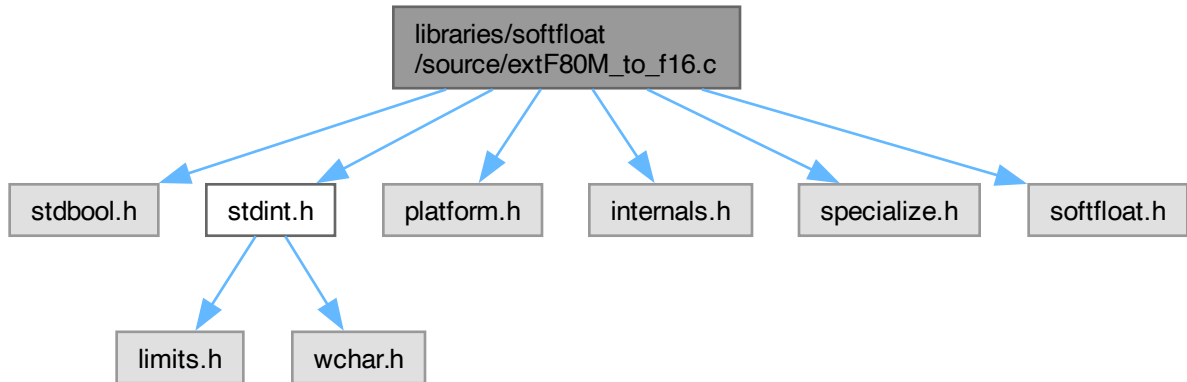 libraries/softfloat
/source/extF80M_to_f16.c
stdbool.h
stdint.h
platform.h
internals.h
specialize.h
softfloat.h
limits.h
wchar.h